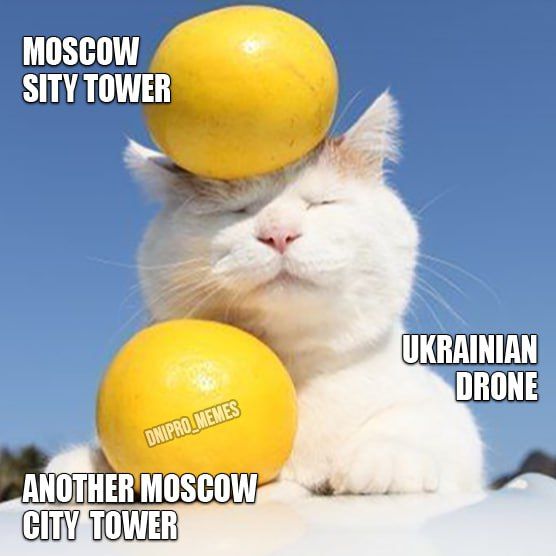 MOSCOW
SITY TOWER
UKRAINIAN
DRONE
DNIPRO_MEMES
ANOTHER MOSCOW
CITY TOWER